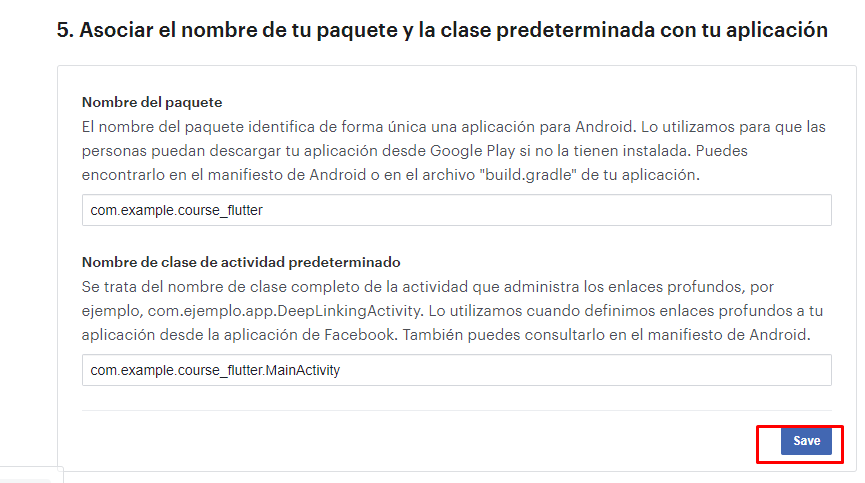 5. Asociar el nombre de tu paquete y la clase predeterminada con tu aplicación
Nombre del paquete
El nombre del paquete identifica de forma única una aplicación para Android. Lo utilizamos para que las
personas puedan descargar tu aplicación desde Google Play si no la tienen instalada. Puedes
encontrarlo en el manifiesto de Android o en el archivo "build.gradle" de tu aplicación.
com.example.course_flutter
Nombre de clase de actividad predeterminado
Se trata del nombre de clase completo de la actividad que administra los enlaces profundos, por
ejemplo, com.ejemplo.app.DeepLinkingActivity. Lo utilizamos cuando definimos enlaces profundos a tu
aplicación desde la aplicación de Facebook. También puedes consultarlo en el manifiesto de Android.
com.example.course_flutter.MainActivity
Save